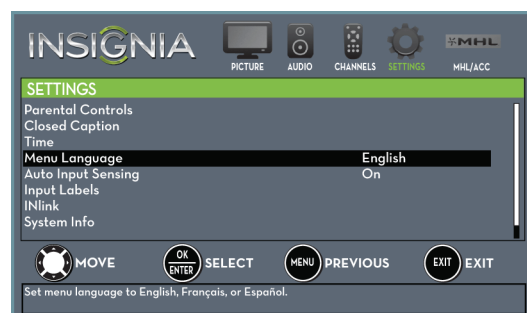 INSIGNIA
PICTURE AUDIO CHANNELS SETTINGS MHL MHL/ACC
SETTINGS
Parental Controls
Closed Caption
Time
Menu Language English
Auto Input Sensing On
Input Labels
INlink
System Info
MOVE OK ENTER SELECT MENU PREVIOUS EXIT EXIT
Set menu language to English, Français, or Español.